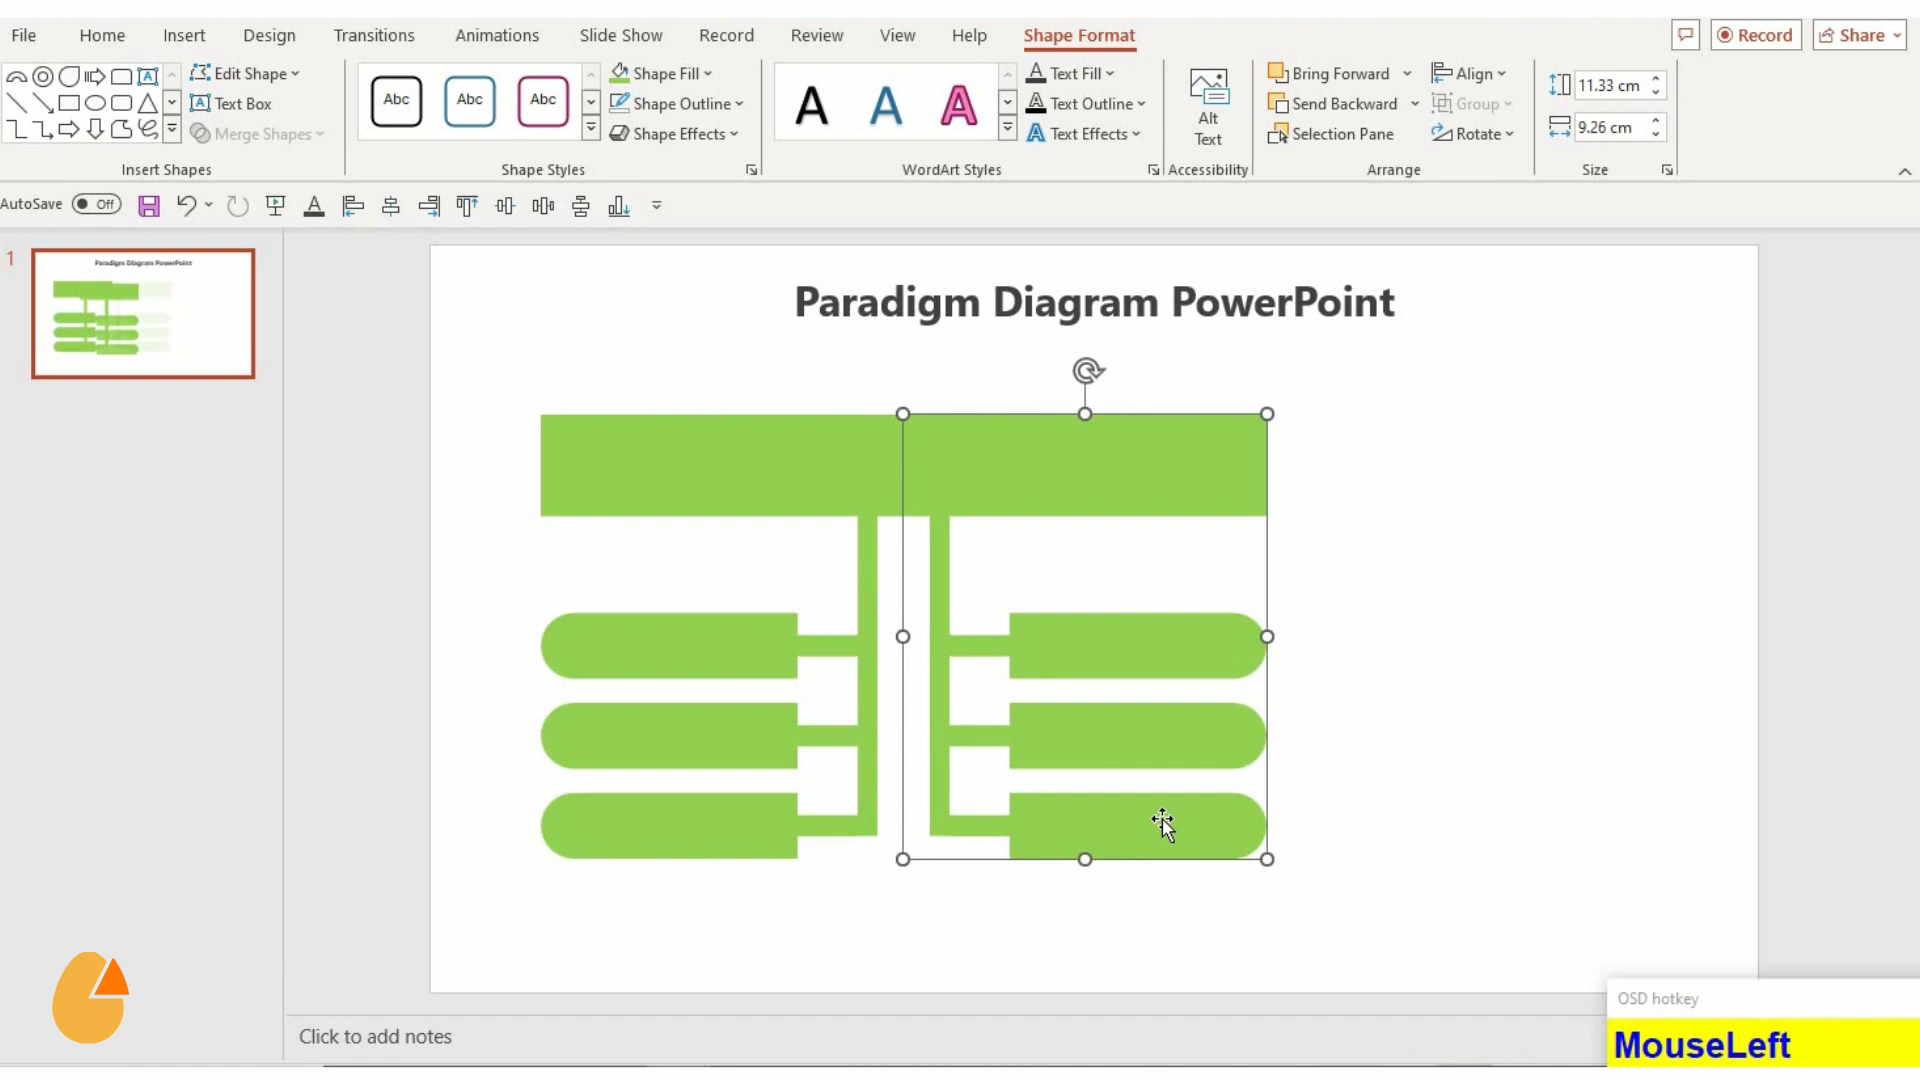 File Home Insert Design Transitions Animations Slide Show Record Review View Help Shape Format Record Share
Edit Shape
Text Box
Merge Shapes
Insert Shapes
Abc Abc Abc
Shape Fill
Shape Outline
Shape Effects
Shape Styles
A A A
Text Fill
Text Outline
Text Effects
WordArt Styles
Alt
Text
Accessibility
Bring Forward
Send Backward
Selection Pane
Align
Group
Rotate
Arrange
11.33 cm
9.26 cm
Size
AutoSave Off
1
Paradigm Diagram PowerPoint
Paradigm Diagram PowerPoint
Click to add notes
OSD hotkey
MouseLeft